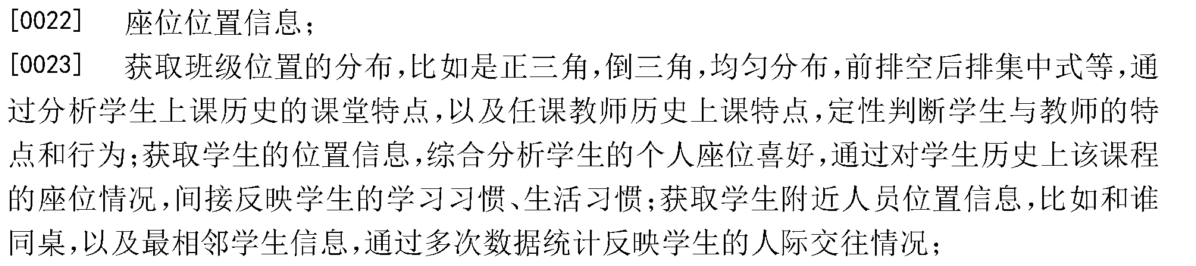 [0022] 座位位置信息；
[0023] 获取班级位置的分布，比如是正三角，倒三角，均匀分布，前排空后排集中式等，通
过分析学生上课历史的课堂特点，以及任课教师历史上课特点，定性判断学生与教师的特
点和行为；获取学生的位置信息，综合分析学生的个人座位喜好，通过对学生历史上该课程
的座位情况，间接反映学生的学习习惯、生活习惯；获取学生附近人员位置信息，比如和谁
同桌，以及最相邻学生信息，通过多次数据统计反映学生的人际交往情况；